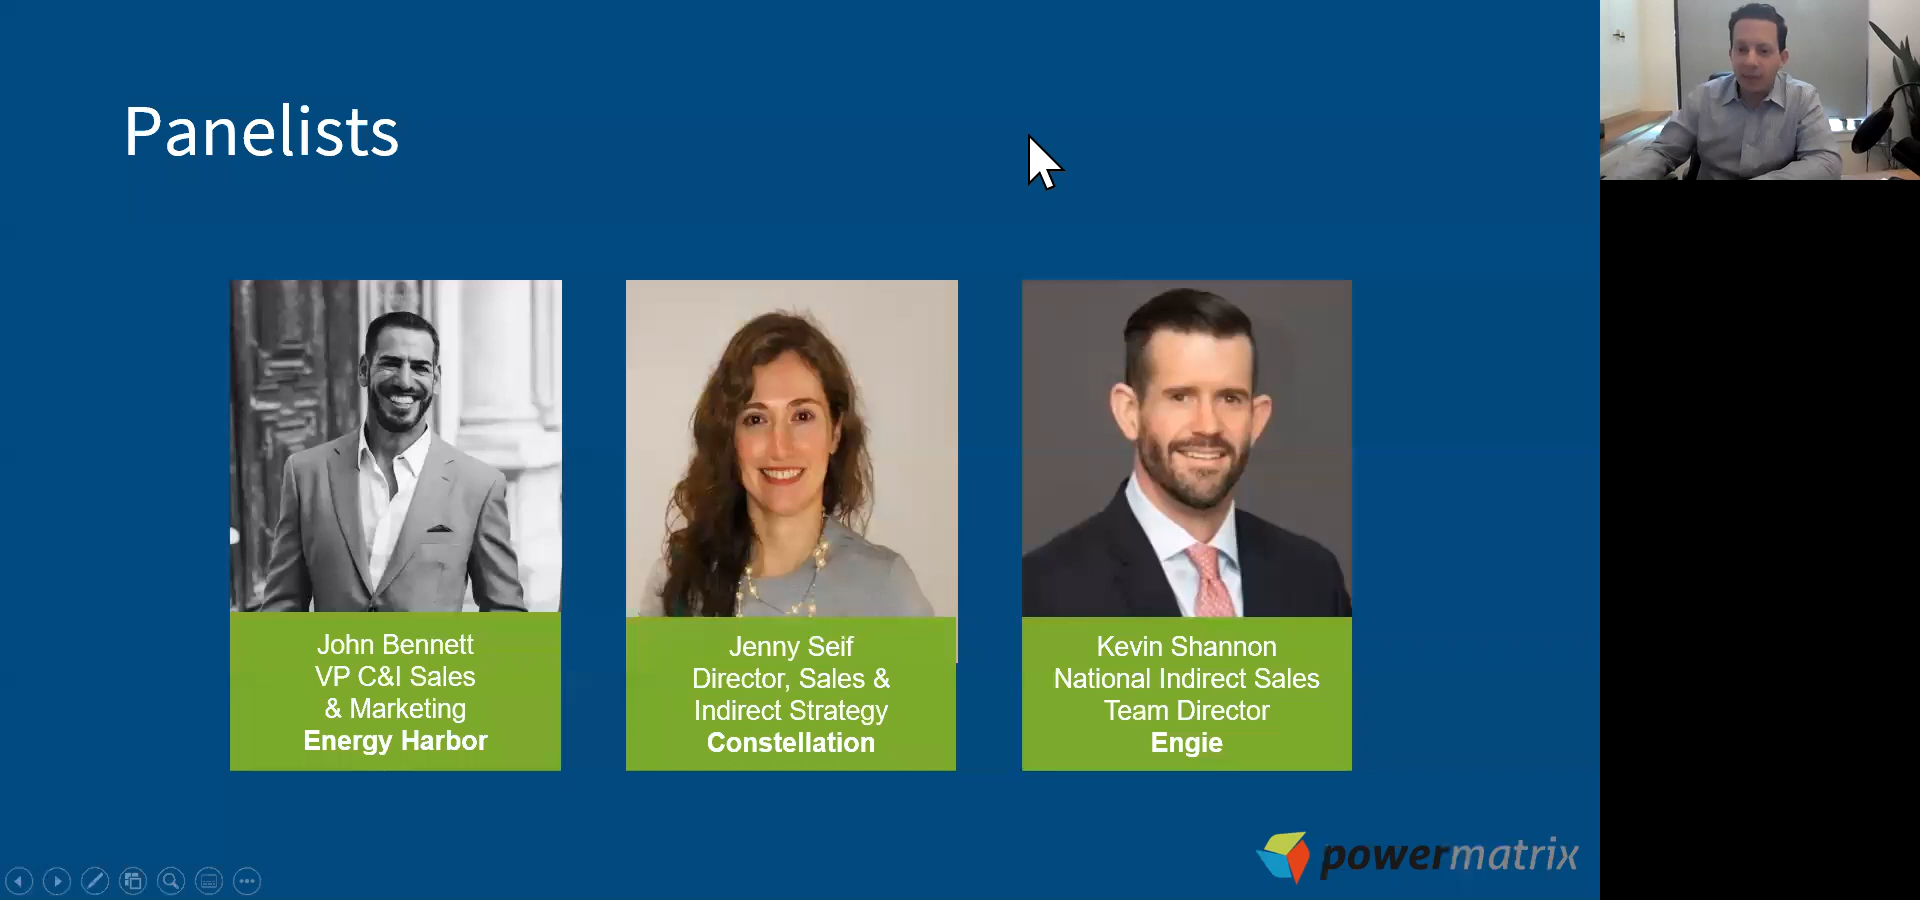 Panelists
John Bennett
VP C&I Sales
& Marketing
Energy Harbor
Jenny Seif
Director, Sales &
Indirect Strategy
Constellation
Kevin Shannon
National Indirect Sales
Team Director
Engie
powermatrix